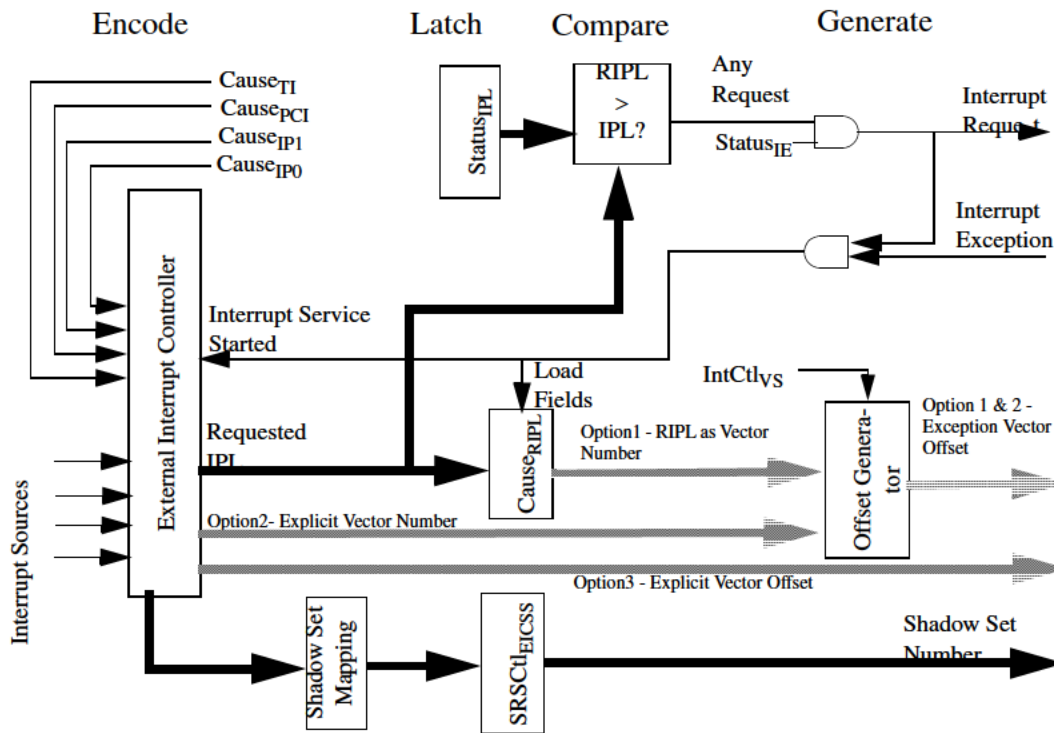 Encode
Latch
Compare
Generate
CauseTI
CausePCI
CauseIP1
CauseIP0
StatusIPL
RIPL
>
IPL?
Any
Request
StatusIE
Interrupt
Reque t
Interrupt
Exception
External Interrupt Controller
Interrupt Service
Started
Load
Fields
IntCtlVS
Requested
IPL
CauseRIPL
Option1 - RIPL as Vector
Number
Offset Genera-
tor
Option 1 & 2 -
Exception Vector
Offset
Interrupt Sources
Option2- Explicit Vector Number
Option3 - Explicit Vector Offset
Shadow Set
Mapping
SRSCtlEICSS
Shadow Set
Number